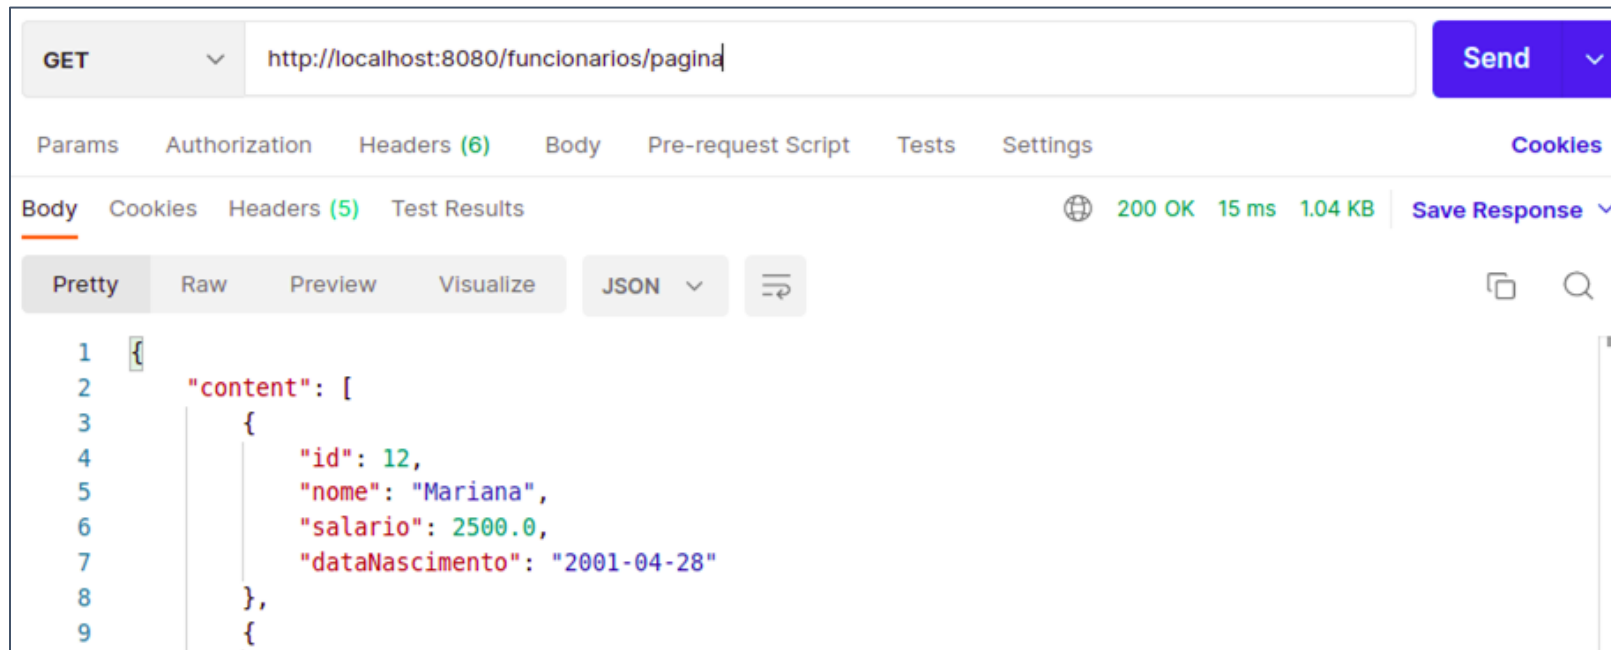 GET http://localhost:8080/funcionarios/pagina Send
Params Authorization Headers (6) Body Pre-request Script Tests Settings Cookies
Body Cookies Headers (5) Test Results 200 OK 15 ms 1.04 KB Save Response
Pretty Raw Preview Visualize JSON
1 {
2 "content": [
3 {
4 "id": 12,
5 "nome": "Mariana",
6 "salario": 2500.0,
7 "dataNascimento": "2001-04-28"
8 },
9 {